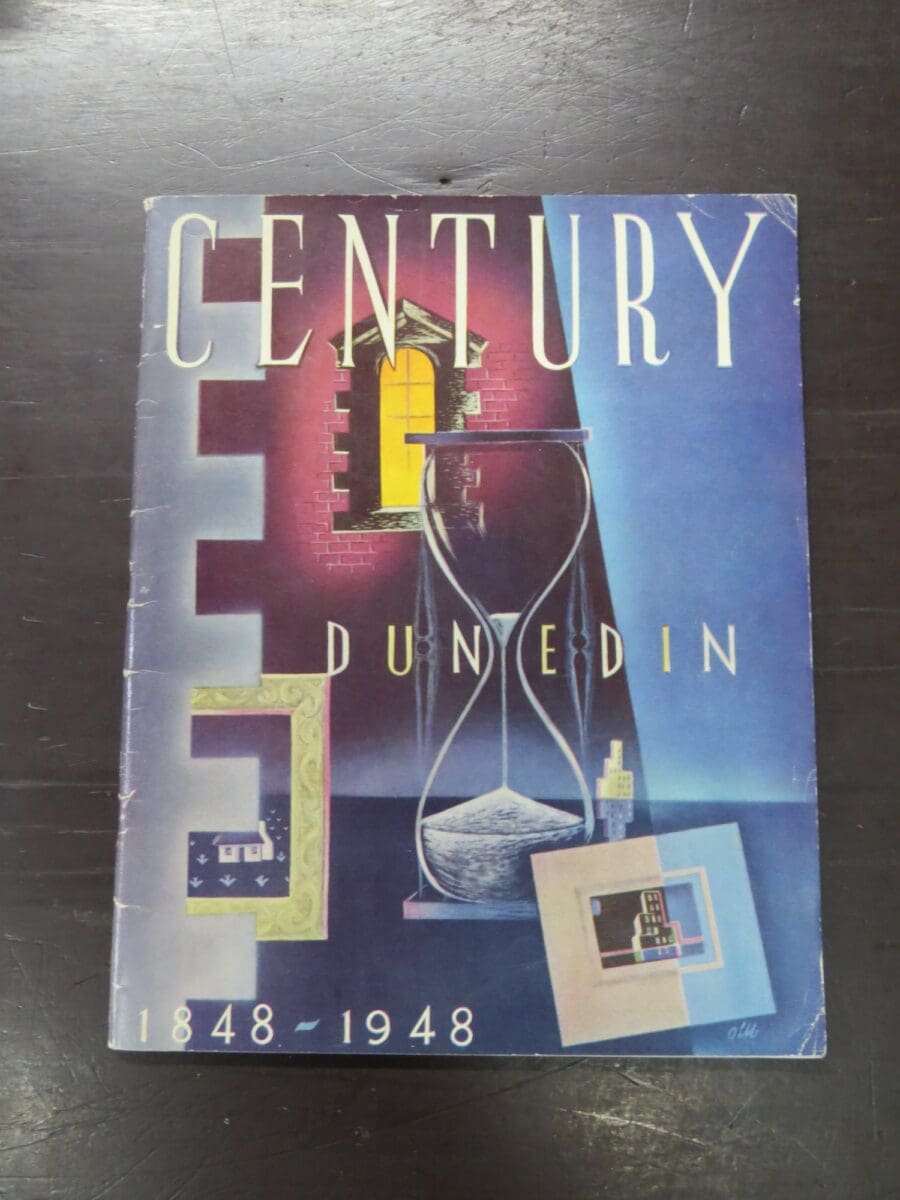 CENTURY
DUNEDIN
1848 - 1948